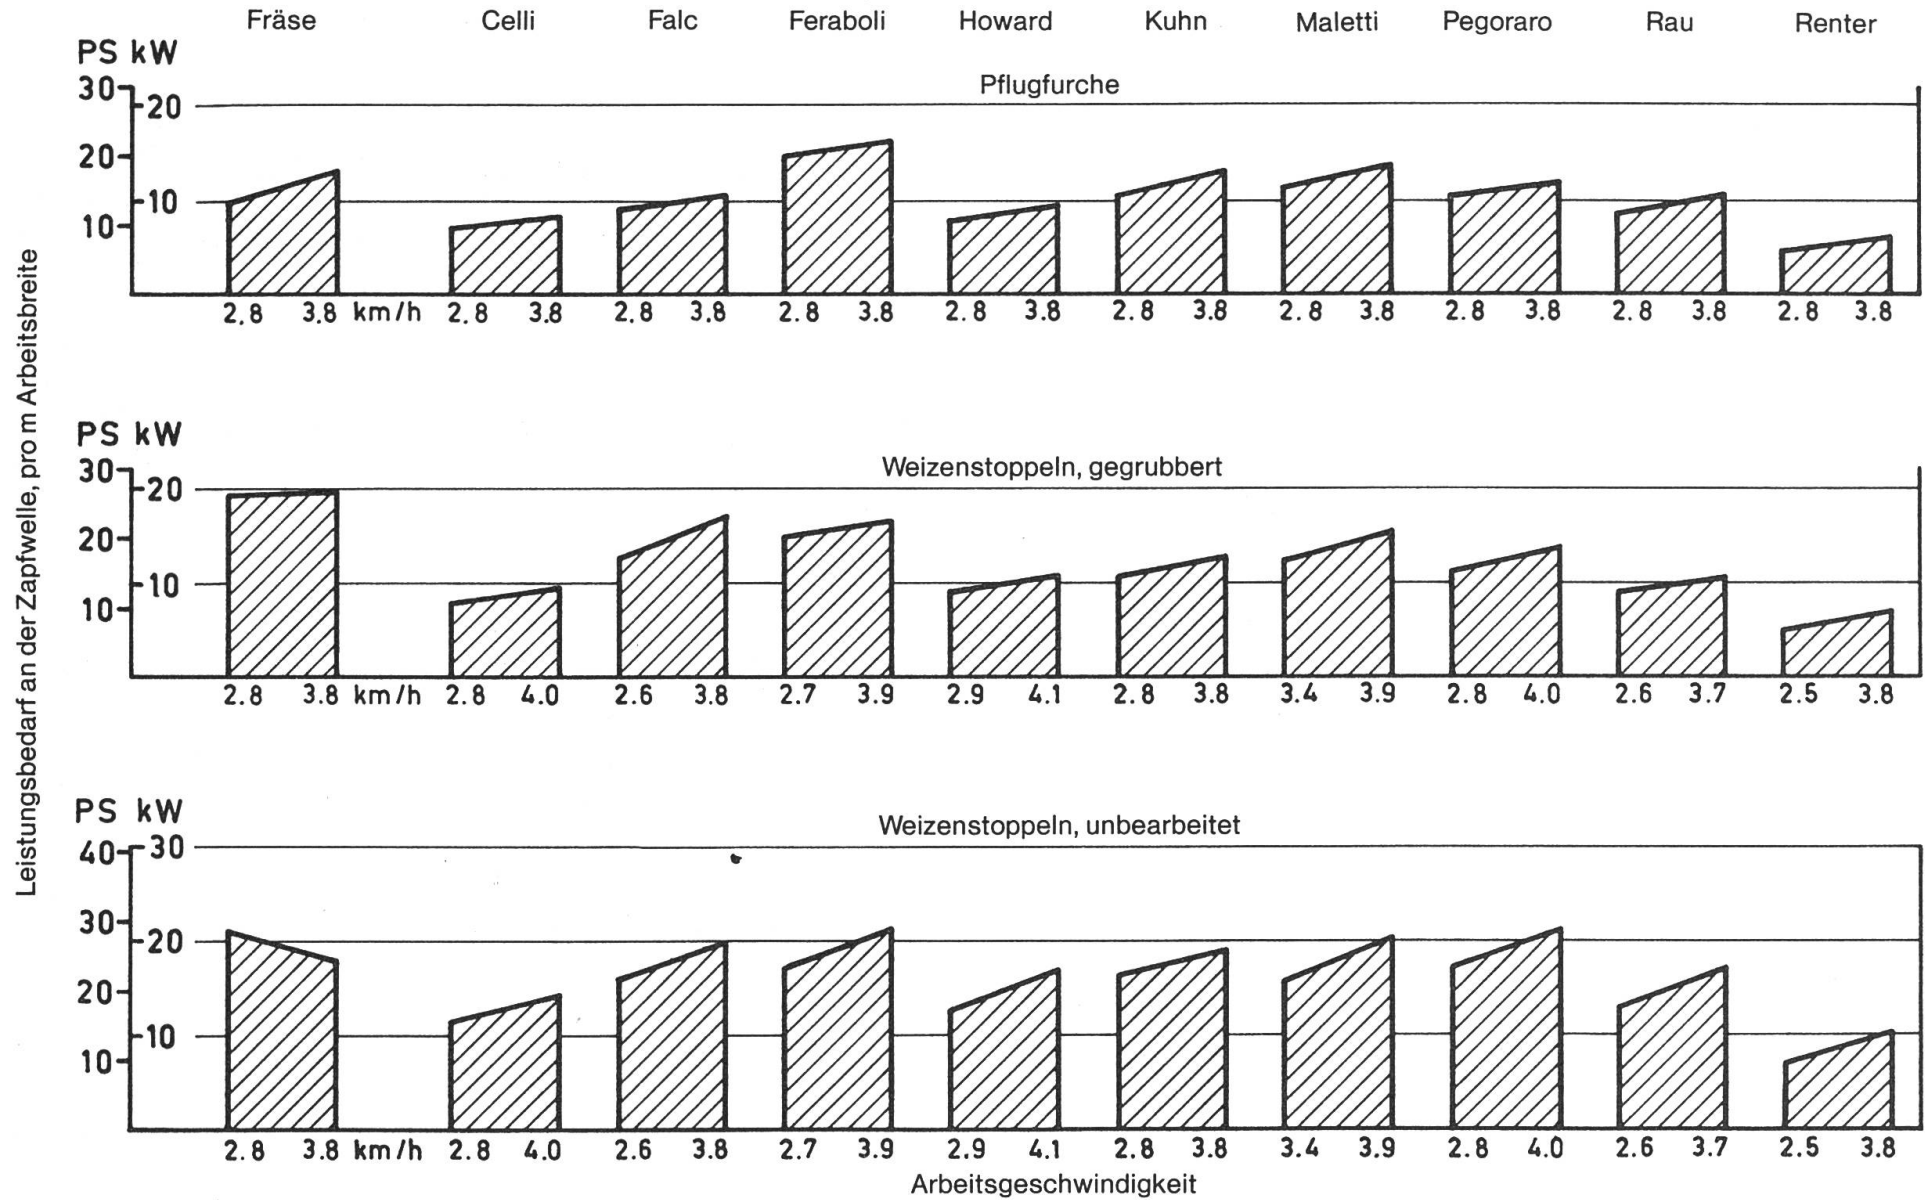 Fräse Celli Falc Feraboli Howard Kuhn Maletti Pegoraro Rau Renter
PS kW
Pflugfurche
30
20
20
10
10
2.8 3.8 km/h 2.8 3.8 2.8 3.8 2.8 3.8 2.8 3.8 2.8 3.8 2.8 3.8 2.8 3.8 2.8 3.8 2.8 3.8
Leistungsbedarf an der Zapfwelle, pro m Arbeitsbreite
PS kW
Weizenstoppeln, gegrubbert
30
20
20
10
10
2.8 3.8 km/h 2.8 4.0 2.6 3.8 2.7 3.9 2.9 4.1 2.8 3.8 3.4 3.9 2.8 4.0 2.6 3.7 2.5 3.8
PS kW
Weizenstoppeln, unbearbeitet
40 30
30
20
20
10
10
2.8 3.8 km/h 2.8 4.0 2.6 3.8 2.7 3.9 2.9 4.1 2.8 3.8 3.4 3.9 2.8 4.0 2.6 3.7 2.5 3.8
Arbeitsgeschwindigkeit